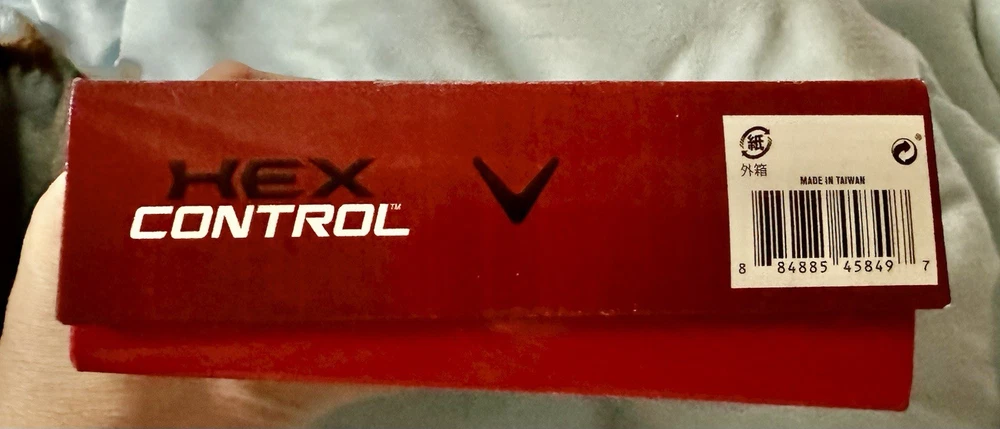 HEX
CONTROL™
紙
外箱
®
MADE IN TAIWAN
8 84885 45849 7